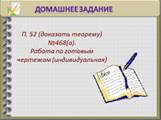 ДОМАШНЕЕ ЗАДАНИЕ
П. 52 (доказать теорему)
№468(а).
Работа по готовым
чертежам (индивидуальная)